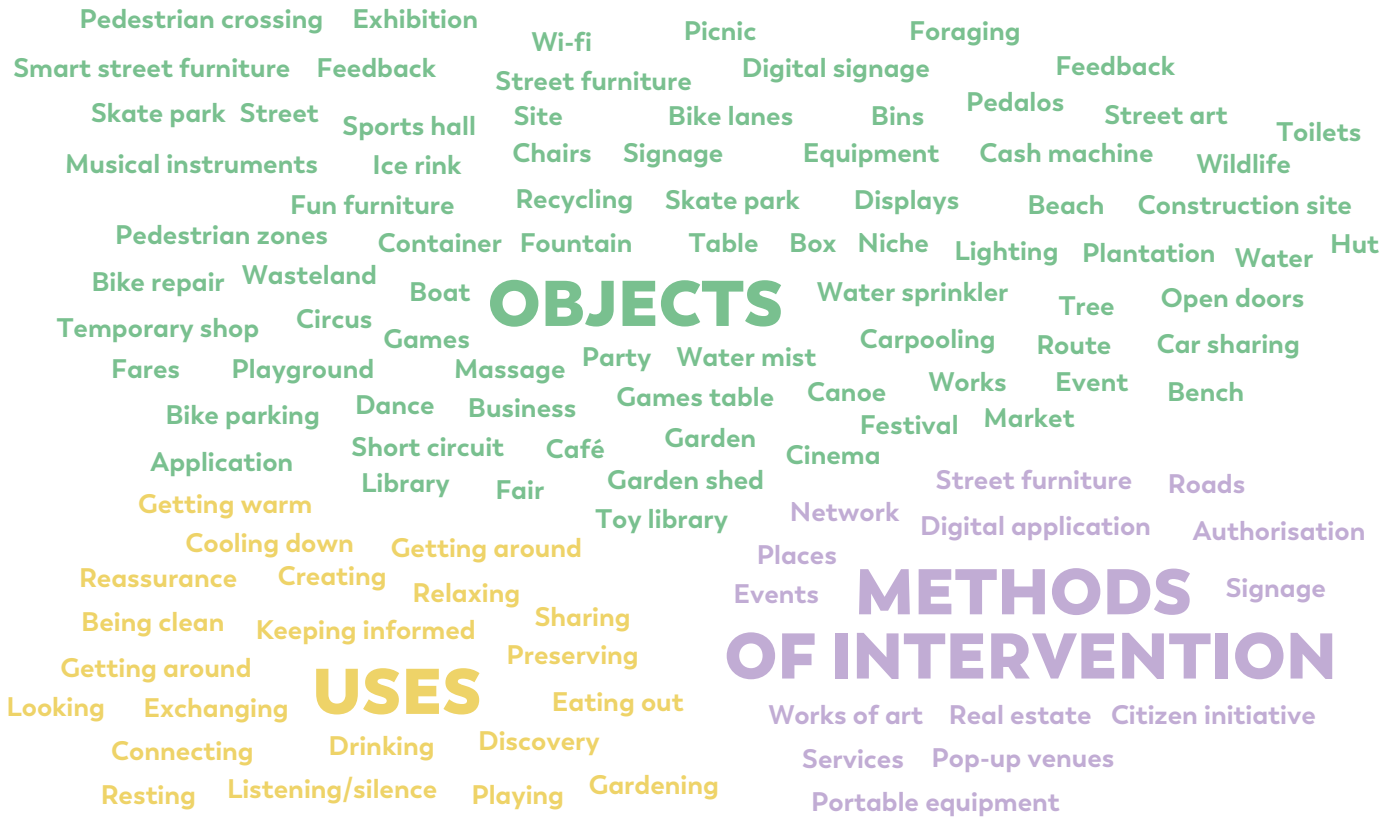 Pedestrian crossing Exhibition
Wi-fi Picnic Foraging
Smart street furniture Feedback
Street furniture Digital signage Feedback
Skate park Street Sports hall Site Bike lanes Bins Pedalos Street art Toilets
Musical instruments Ice rink Chairs Signage Equipment Cash machine Wildlife
Fun furniture Recycling Skate park Displays Beach Construction site
Pedestrian zones Container Fountain Table Box Niche Lighting Plantation Water Hut
Bike repair Wasteland Boat OBJECTS Water sprinkler Tree Open doors
Temporary shop Circus Games Carpooling Route Car sharing
Fares Playground Massage Party Water mist Canoe Works Event Bench
Bike parking Dance Business Games table Festival Market
Application Short circuit Café Garden Cinema
Library Fair Garden shed
Toy library
Getting warm
Cooling down Getting around
Reassurance Creating Relaxing
Being clean Keeping informed Sharing
Getting around USES Preserving
Looking Exchanging Eating out
Connecting Drinking Discovery
Resting Listening/silence Playing Gardening
Street furniture Roads
Network Digital application Authorisation
Places
Events METHODS Signage
OF INTERVENTION
Works of art Real estate Citizen initiative
Services Pop-up venues
Portable equipment